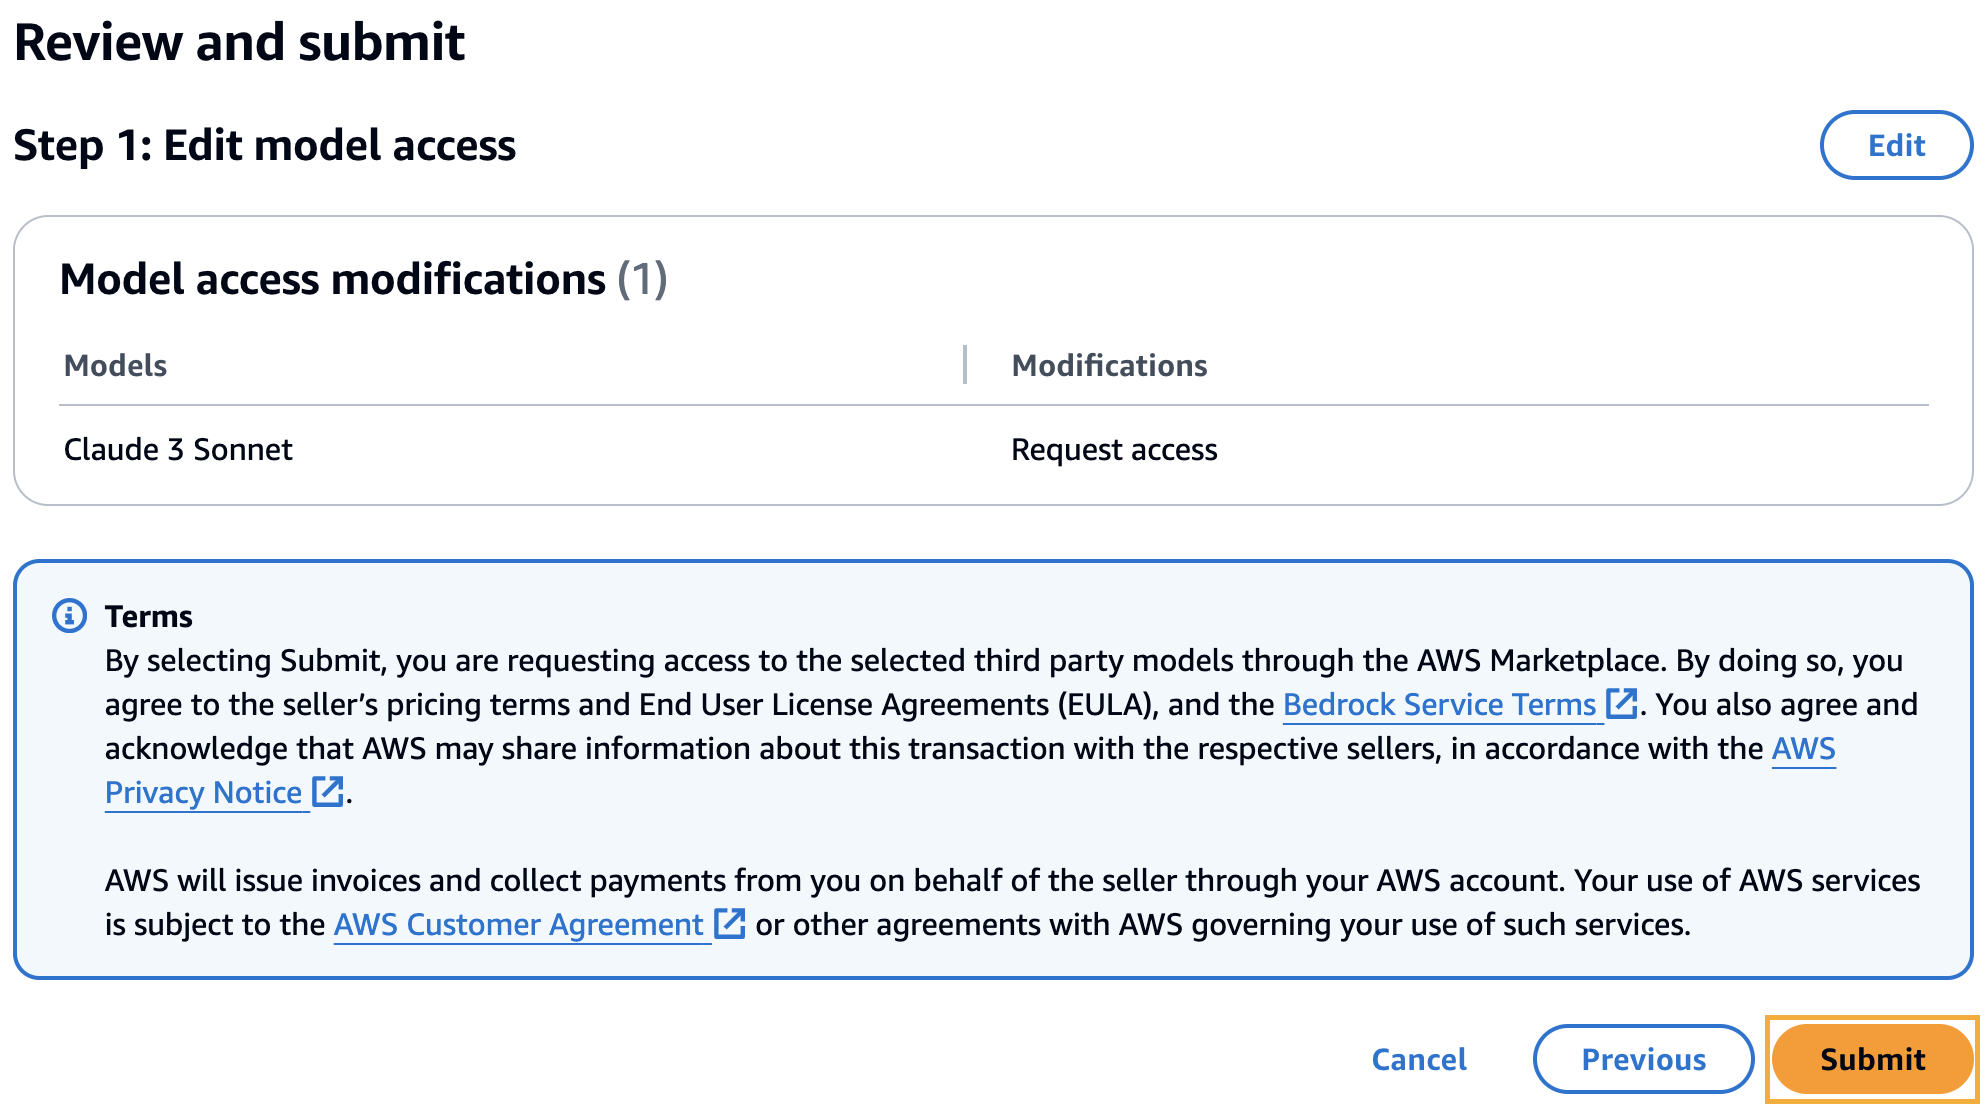 Review and submit
Step 1: Edit model access
Edit
Model access modifications (1)
Models
Modifications
Claude 3 Sonnet
Request access
Terms
By selecting Submit, you are requesting access to the selected third party models through the AWS Marketplace. By doing so, you
agree to the seller’s pricing terms and End User License Agreements (EULA), and the Bedrock Service Terms. You also agree and
acknowledge that AWS may share information about this transaction with the respective sellers, in accordance with the AWS
Privacy Notice.
AWS will issue invoices and collect payments from you on behalf of the seller through your AWS account. Your use of AWS services
is subject to the AWS Customer Agreement or other agreements with AWS governing your use of such services.
Cancel
Previous
Submit